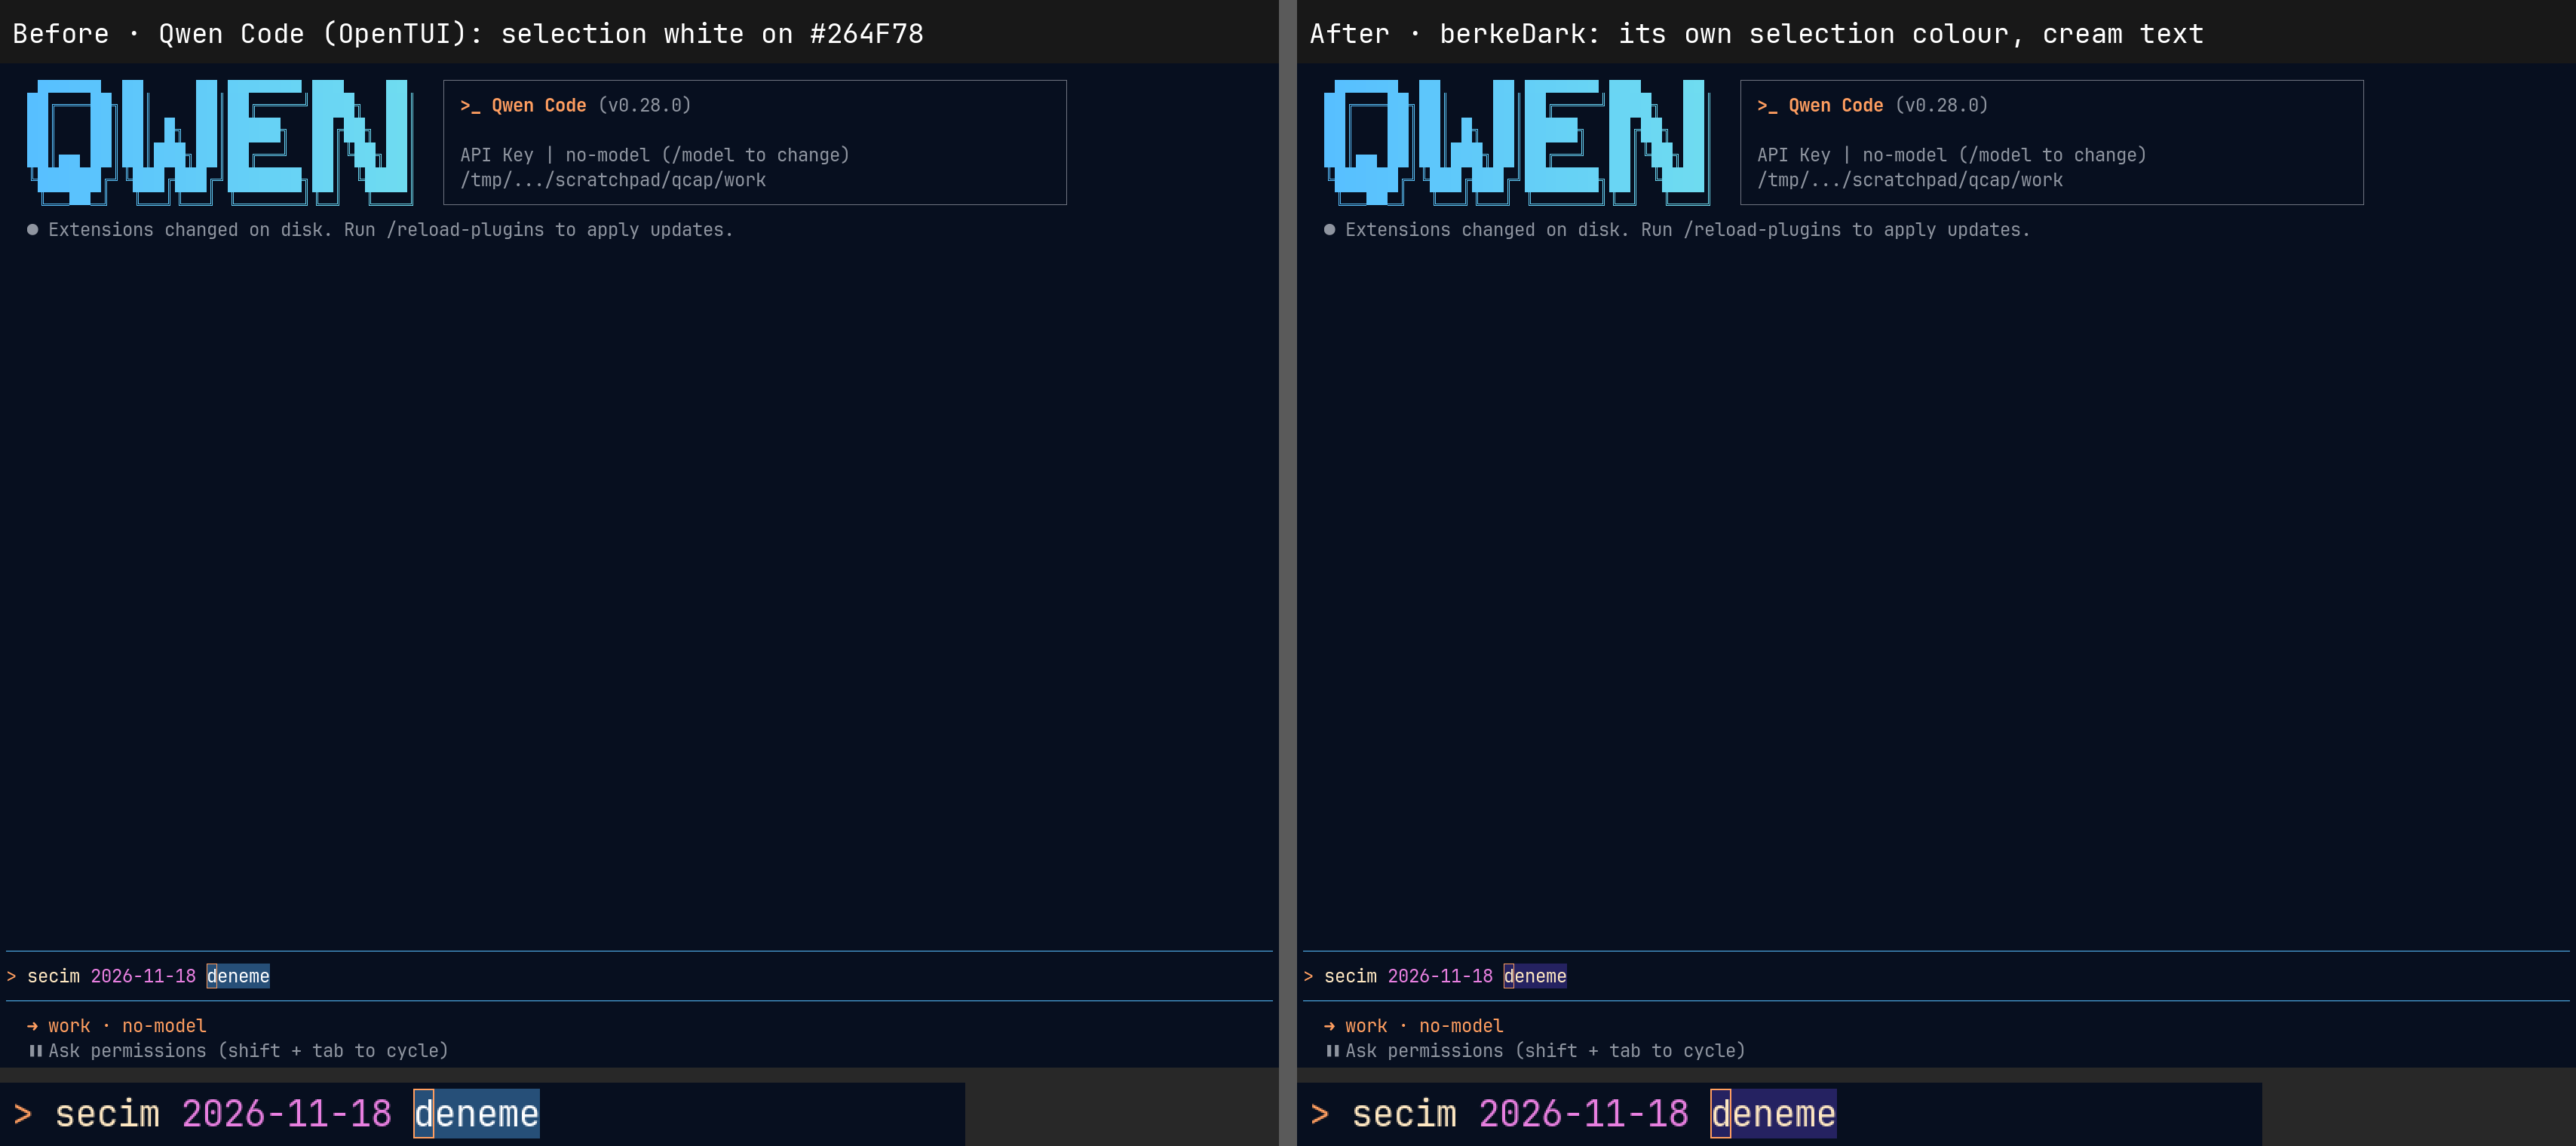 Before · Qwen Code (OpenTUI): selection white on #264F78
QWEN
>_ Qwen Code (v0.28.0)
API Key | no-model (/model to change)
/tmp/.../scratchpad/qcap/work
● Extensions changed on disk. Run /reload-plugins to apply updates.
> secim 2026-11-18 deneme
→ work · no-model
Ask permissions (shift + tab to cycle)
> secim 2026-11-18 deneme
After · berkeDark: its own selection colour, cream text
QWEN
>_ Qwen Code (v0.28.0)
API Key | no-model (/model to change)
/tmp/.../scratchpad/qcap/work
● Extensions changed on disk. Run /reload-plugins to apply updates.
> secim 2026-11-18 deneme
→ work · no-model
Ask permissions (shift + tab to cycle)
> secim 2026-11-18 deneme